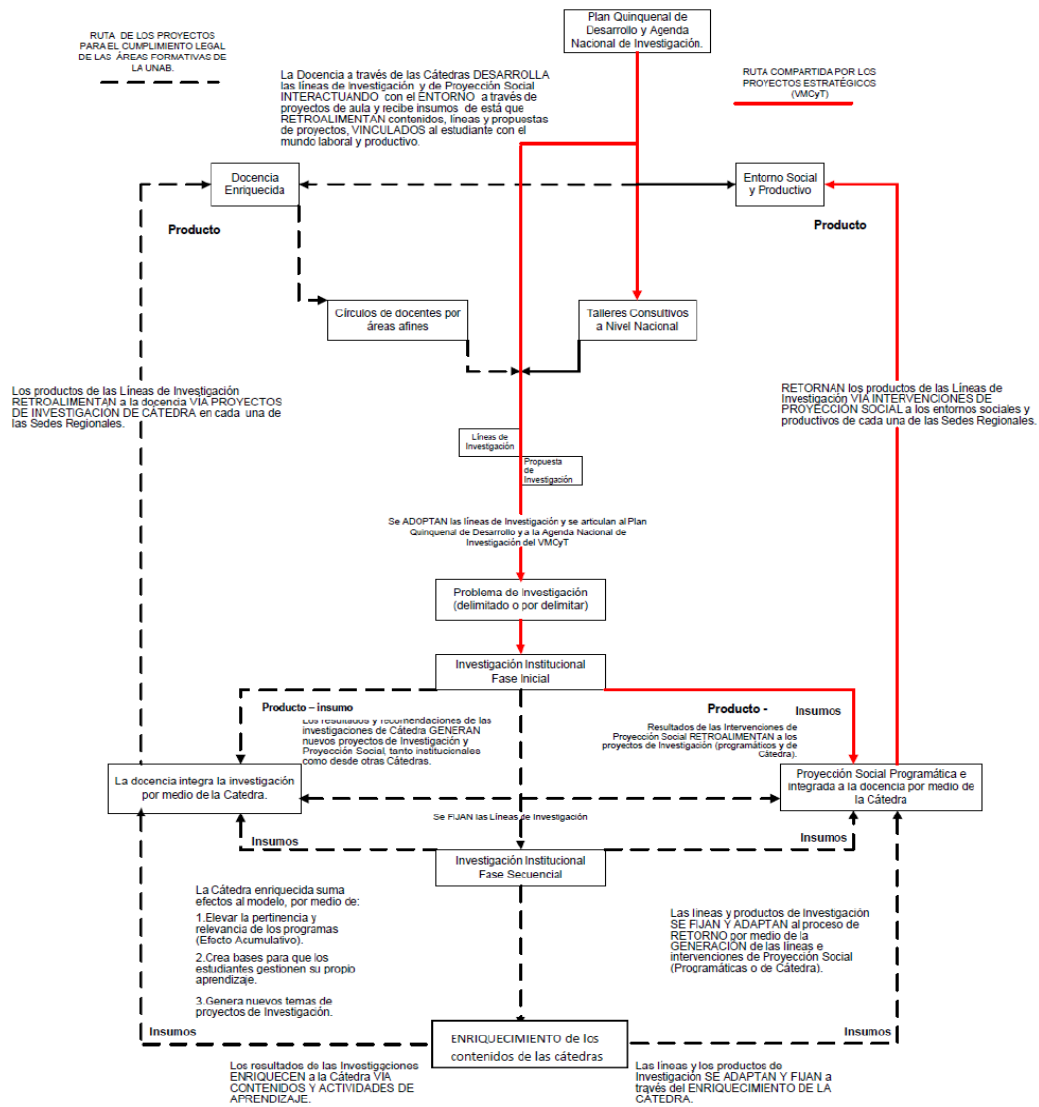 Plan Quinquenal de
Desarrollo y Agenda
Nacional de Investigación.
RUTA DE LOS PROYECTOS
PARA EL CUMPLIMIENTO LEGAL
DE LAS ÁREAS FORMATIVAS DE
LA UNAB.
La Docencia a través de las Cátedras DESARROLLA
las líneas de Investigación y de Proyección Social
INTERACTUANDO con el ENTORNO a través de
proyectos de aula y recibe insumos de está que
RETROALIMENTAN contenidos, líneas y propuestas
de proyectos, VINCULADOS al estudiante con el
mundo laboral y productivo.
RUTA COMPARTIDA POR LOS
PROYECTOS ESTRATÉGICOS
(VMCyT)
Docencia
Enriquecida
Entorno Social
y Productivo
Producto
Producto
Círculos de docentes por
áreas afines
Talleres Consultivos
a Nivel Nacional
Los productos de las Líneas de Investigación
RETROALIMENTAN a la docencia VÍA PROYECTOS
DE INVESTIGACIÓN DE CÁTEDRA en cada una de
las Sedes Regionales.
RETORNAN los productos de las Líneas de
Investigación VÍA INTERVENCIONES DE
PROYECCIÓN SOCIAL a los entornos sociales y
productivos de cada una de las Sedes Regionales.
Líneas de
Investigación
Propuesta
de
Investigación
Se ADOPTAN las líneas de Investigación y se articulan al Plan
Quinquenal de Desarrollo y a la Agenda Nacional de
Investigación del VMCyT
Problema de Investigación
(delimitado o por delimitar)
Investigación Institucional
Fase Inicial
Producto – insumo
Los resultados y recomendaciones de las
investigaciones de Cátedra GENERAN
nuevos proyectos de Investigación y
Proyección Social, tanto institucionales
como desde otras Cátedras.
Producto - Insumos
Resultados de las Intervenciones de
Proyección Social RETROALIMENTAN a los
proyectos de Investigación (programáticos y de
Cátedra).
La docencia integra la investigación
por medio de la Catedra.
Proyección Social Programática e
integrada a la docencia por medio de
la Cátedra
Se FIJAN las Líneas de Investigación
Insumos
Insumos
Investigación Institucional
Fase Secuencial
La Cátedra enriquecida suma
efectos al modelo, por medio de:
1.Elevar la pertinencia y
relevancia de los programas
(Efecto Acumulativo).
2.Crea bases para que los
estudiantes gestionen su propio
aprendizaje.
3.Genera nuevos temas de
proyectos de Investigación.
Las líneas y productos de Investigación
SE FIJAN Y ADAPTAN al proceso de
RETORNO por medio de la
GENERACIÓN de las líneas e
intervenciones de Proyección Social
(Programáticas o de Cátedra).
Insumos
ENRIQUECIMIENTO de los
contenidos de las cátedras
Insumos
Los resultados de las Investigaciones
ENRIQUECEN a la Cátedra VÍA
CONTENIDOS Y ACTIVIDADES DE
APRENDIZAJE.
Las líneas y los productos de
Investigación SE ADAPTAN Y FIJAN a
través del ENRIQUECIMIENTO DE LA
CÁTEDRA.